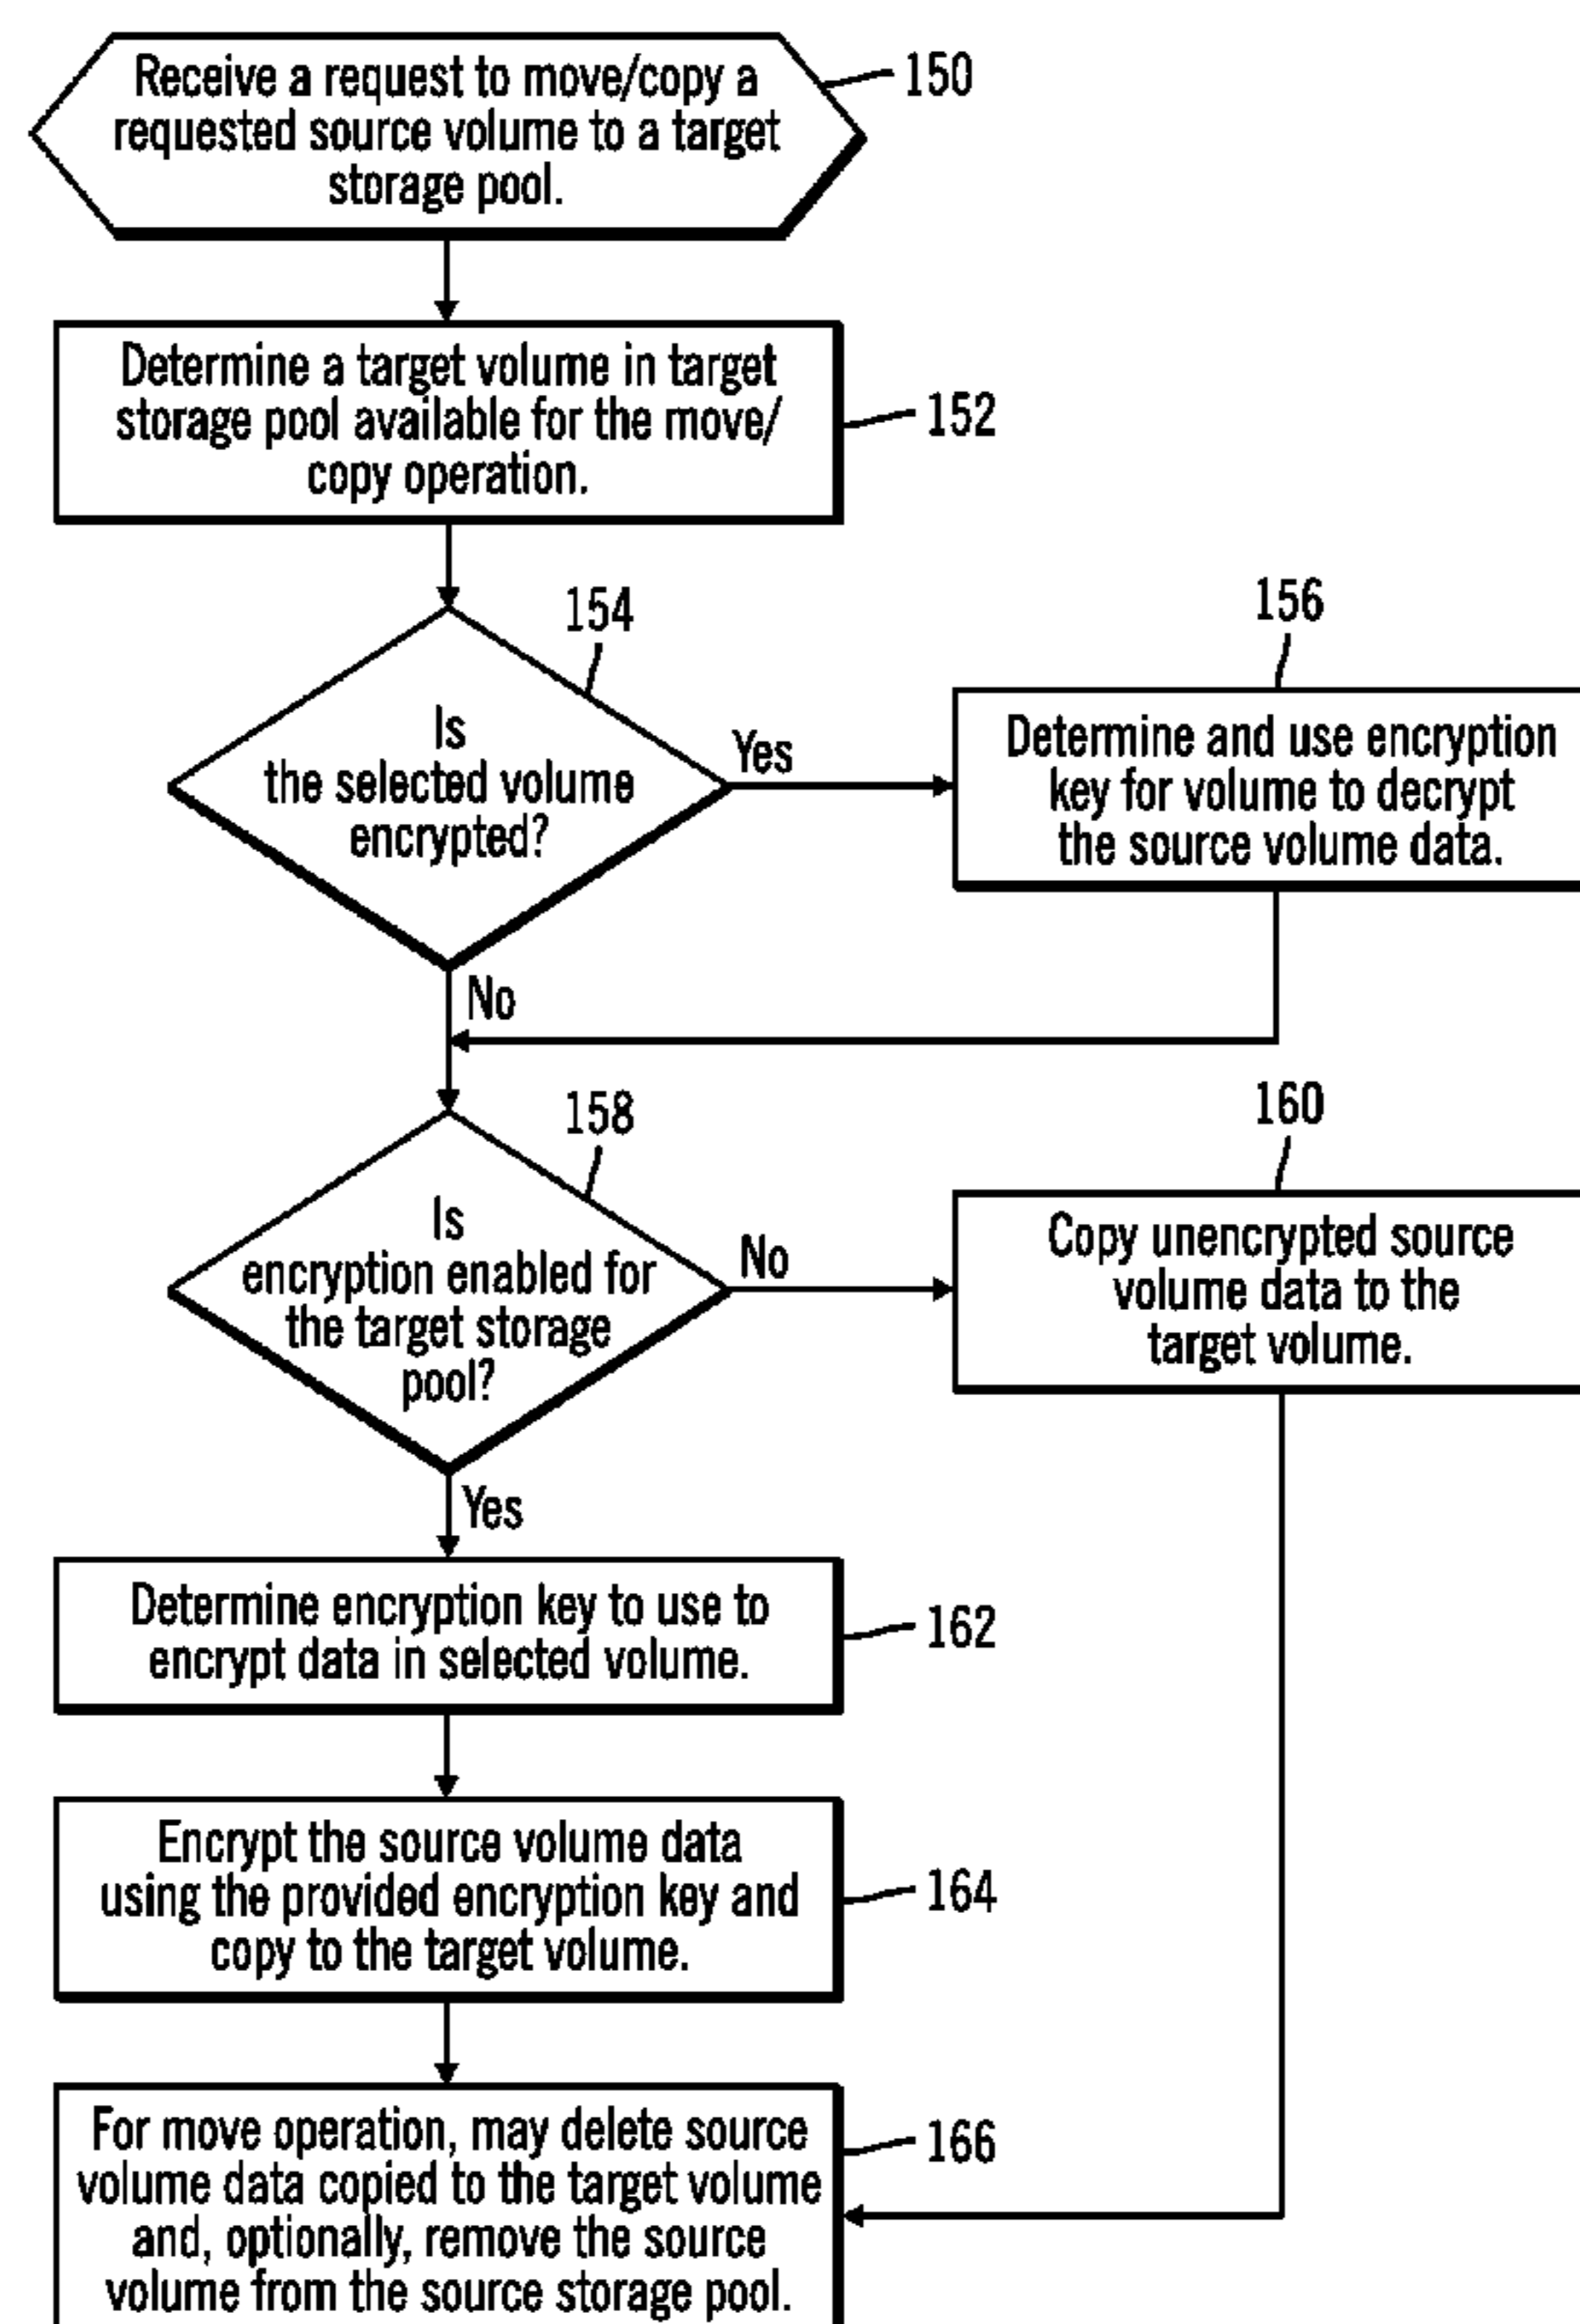 Receive a request to move/copy a
requested source volume to a target
storage pool.
150
Determine a target volume in target
storage pool available for the move/
copy operation.
152
154
Is
the selected volume
encrypted?
Yes
No
156
Determine and use encryption
key for volume to decrypt
the source volume data.
158
Is
encryption enabled for
the target storage
pool?
No
Yes
160
Copy unencrypted source
volume data to the
target volume.
Determine encryption key to use to
encrypt data in selected volume.
162
Encrypt the source volume data
using the provided encryption key and
copy to the target volume.
164
For move operation, may delete source
volume data copied to the target volume
and, optionally, remove the source
volume from the source storage pool.
166